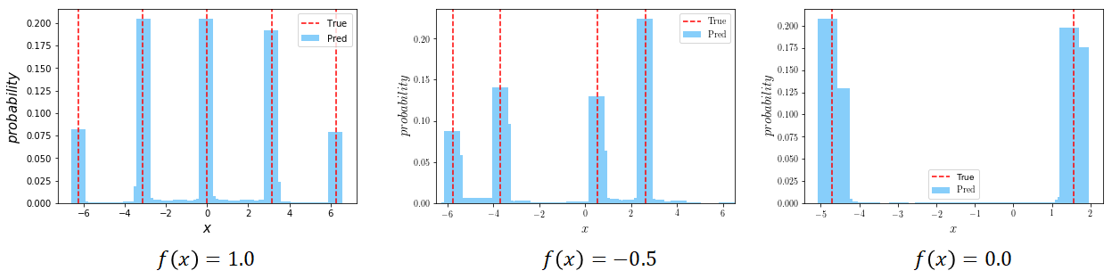 0.200
0.175
0.150
0.125
0.100
0.075
0.050
0.025
0.000
probability
True
Pred
−6 −4 −2 0 2 4 6
x
f(x) = 1.0
0.20
0.15
0.10
0.05
0.00
probability
True
Pred
−6 −4 −2 0 2 4 6
x
f(x) = −0.5
0.200
0.175
0.150
0.125
0.100
0.075
0.050
0.025
0.000
probability
True
Pred
−5 −4 −3 −2 −1 0 1 2
x
f(x) = 0.0